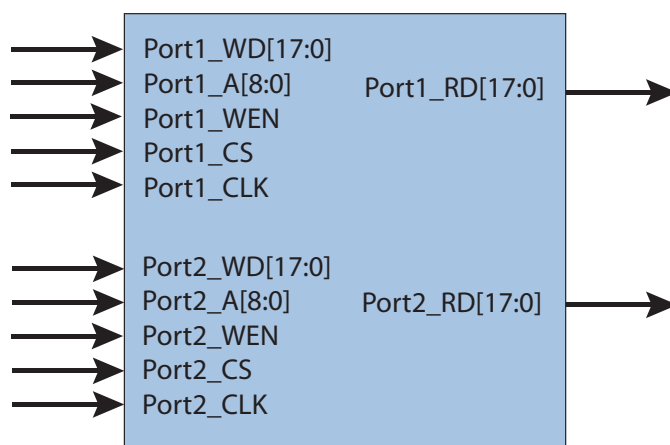 Port1_WD[17:0]
Port1_A[8:0]
Port1_RD[17:0]
Port1_WEN
Port1_CS
Port1_CLK
Port2_WD[17:0]
Port2_A[8:0]
Port2_RD[17:0]
Port2_WEN
Port2_CS
Port2_CLK